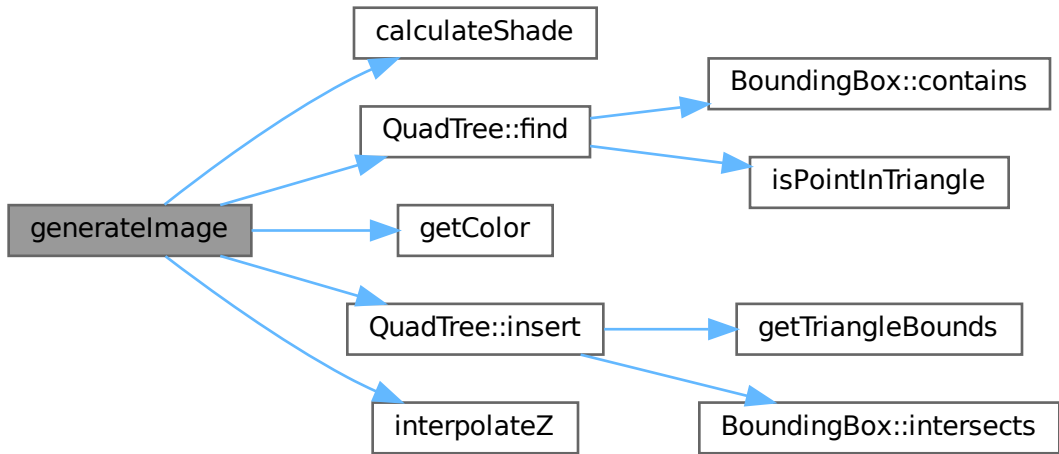 calculateShade
BoundingBox::contains
QuadTree::find
isPointInTriangle
generateImage
getColor
QuadTree::insert
getTriangleBounds
interpolateZ
BoundingBox::intersects